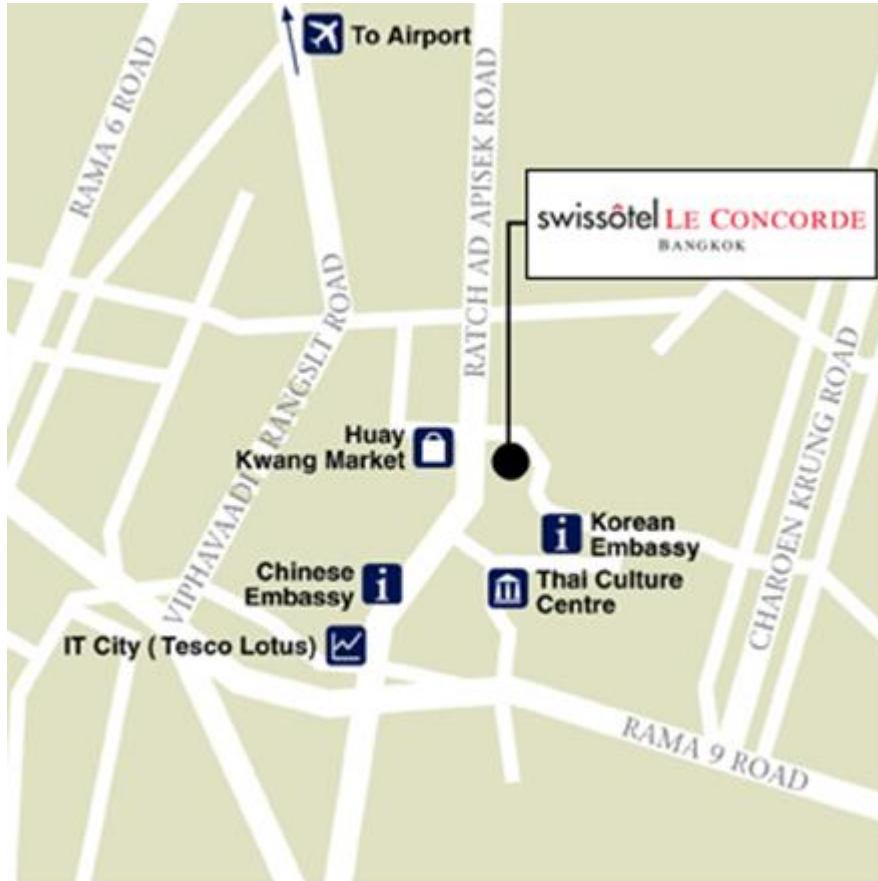 To Airport
RAMA 6 ROAD
RATCH AD APISEK ROAD
swissôtel LE CONCORDE
BANGKOK
VIPHAVAADI RANGSLT ROAD
CHAROEN KRUNG ROAD
Huay
Kwang Market
Korean
Embassy
Chinese
Embassy
Thai Culture
Centre
IT City ( Tesco Lotus)
RAMA 9 ROAD